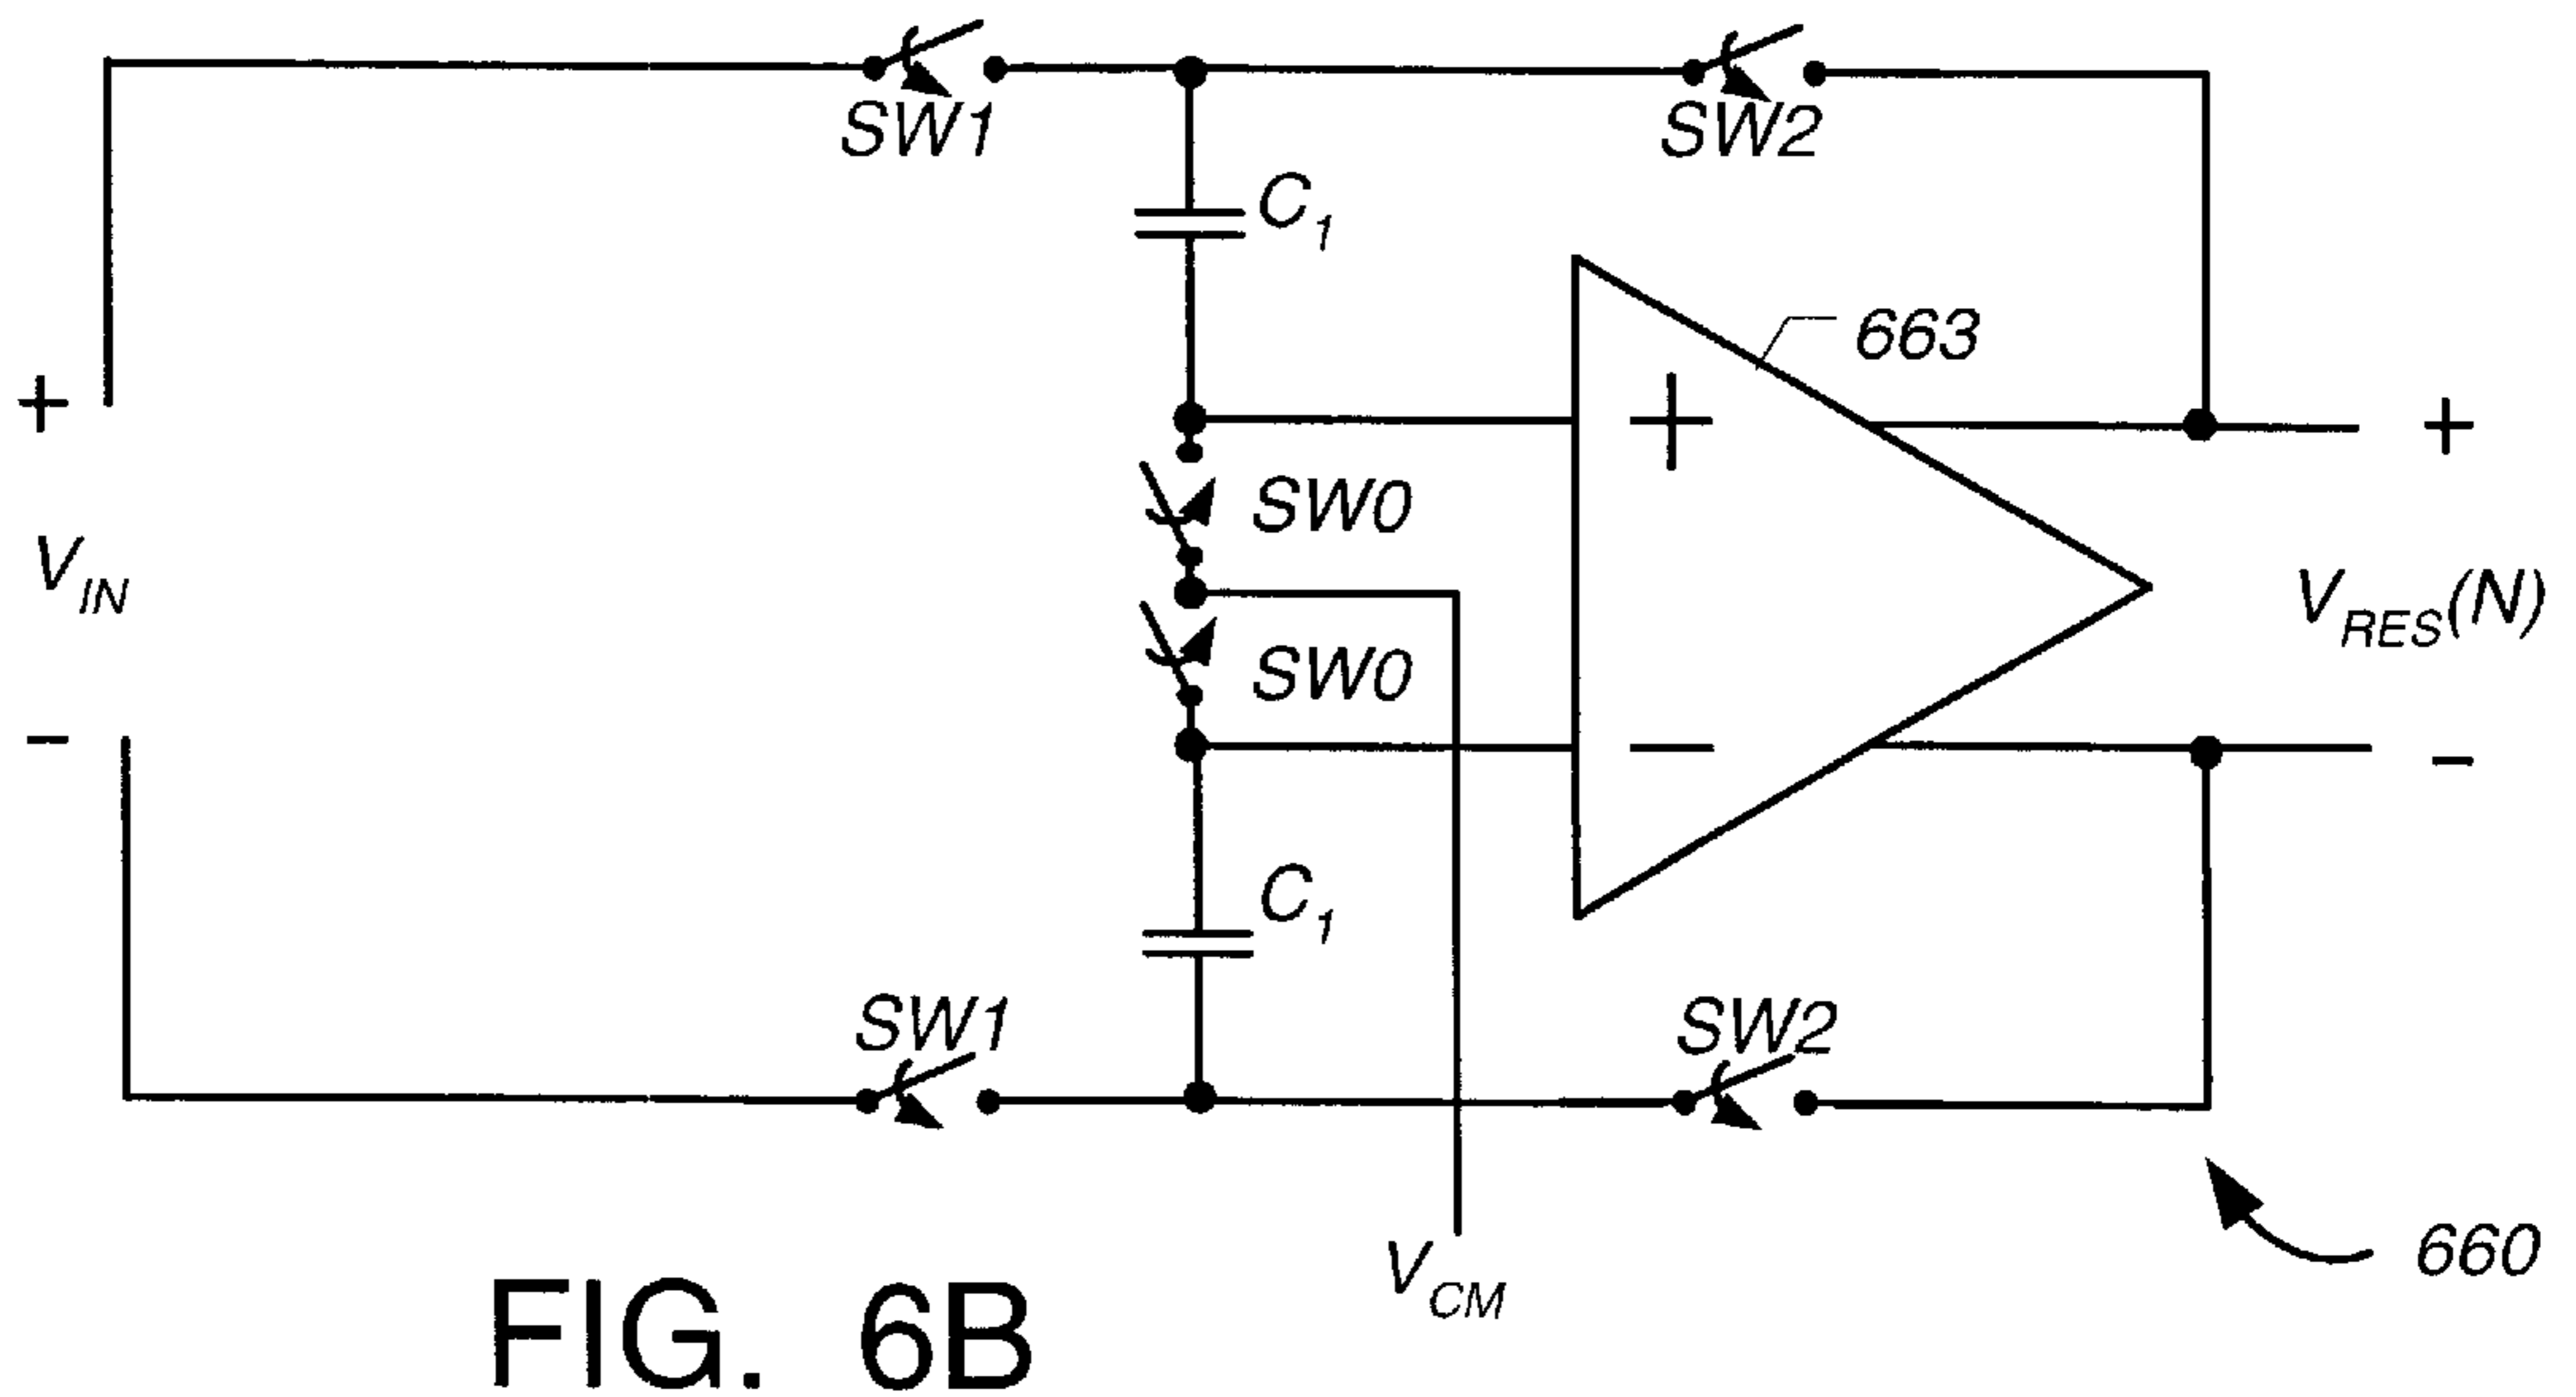 SW1
SW2
C1
663
+
+
+
SW0
VIN
VRES(N)
SW0
-
-
-
C1
SW1
SW2
VCM
660
FIG. 6B